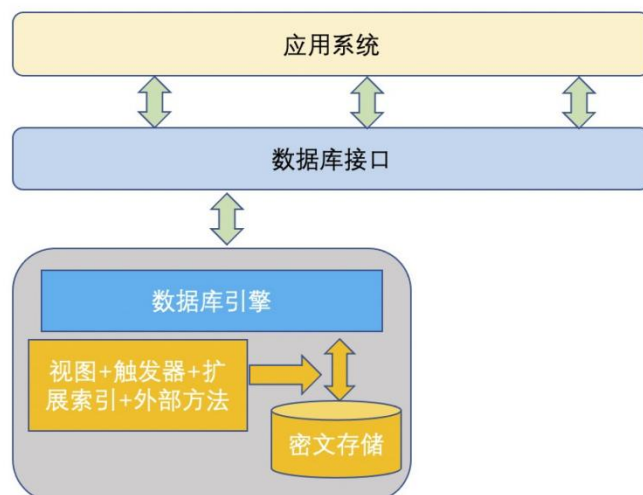 应用系统
数据库接口
数据库引擎
视图+触发器+扩
展索引+外部方法
密文存储